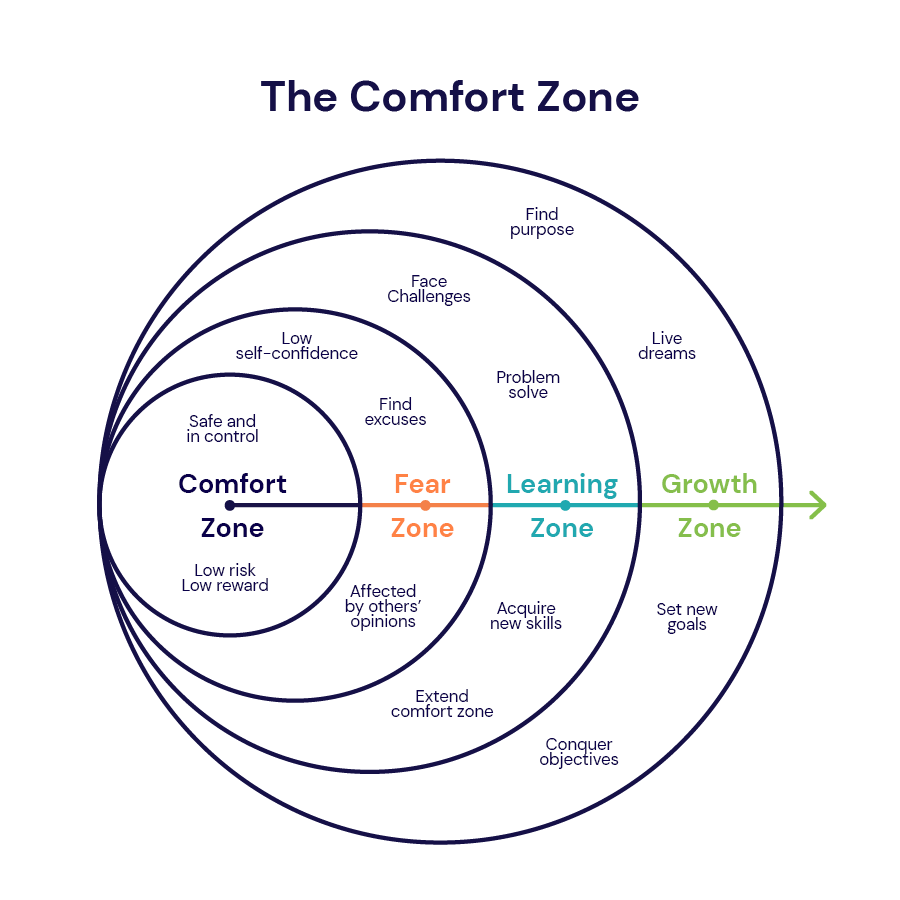 The Comfort Zone
Find
purpose
Face
Challenges
Low
self-confidence
Live
dreams
Problem
solve
Find
excuses
Safe and
in control
Comfort
Zone
Fear
Zone
Learning
Zone
Growth
Zone
Low risk
Low reward
Affected
by others’
opinions
Acquire
new skills
Set new
goals
Extend
comfort zone
Conquer
objectives